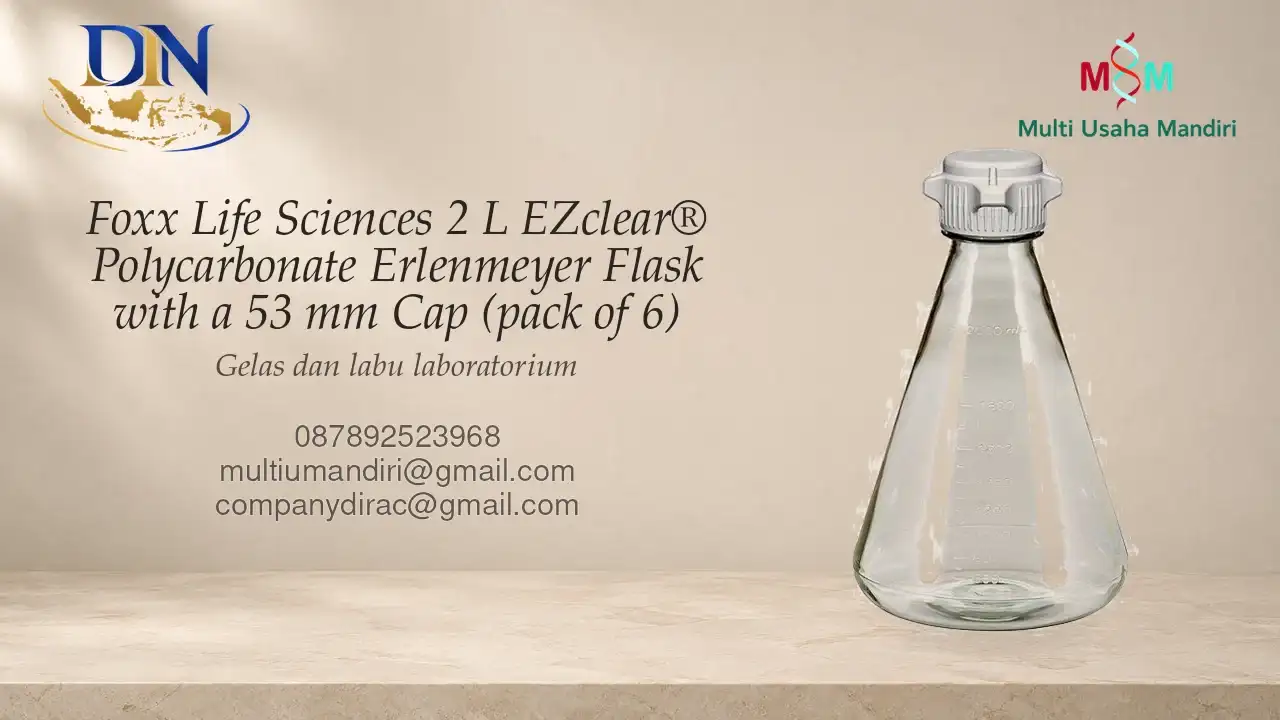 DN
MSM
Multi Usaha Mandiri
Foxx Life Sciences 2 L EZclear®
Polycarbonate Erlenmeyer Flask
with a 53 mm Cap (pack of 6)
Gelas dan labu laboratorium
087892523968
multiumandiri@gmail.com
companydirac@gmail.com